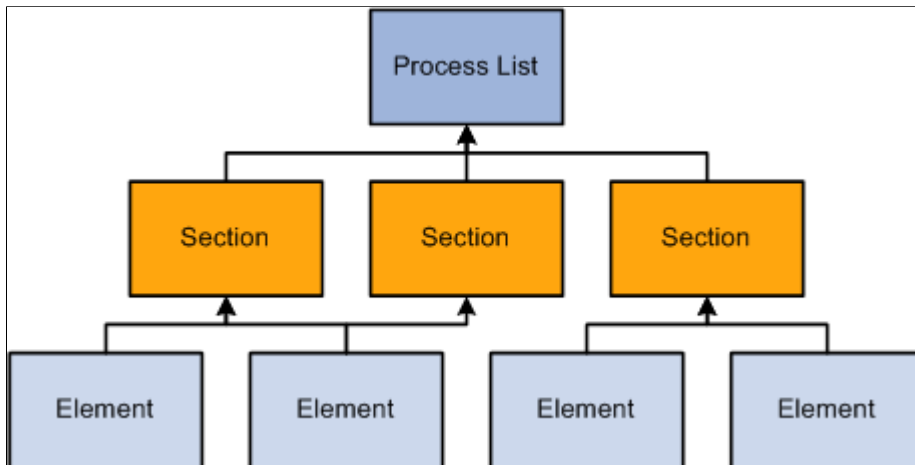 Process List
Section
Section
Section
Element
Element
Element
Element